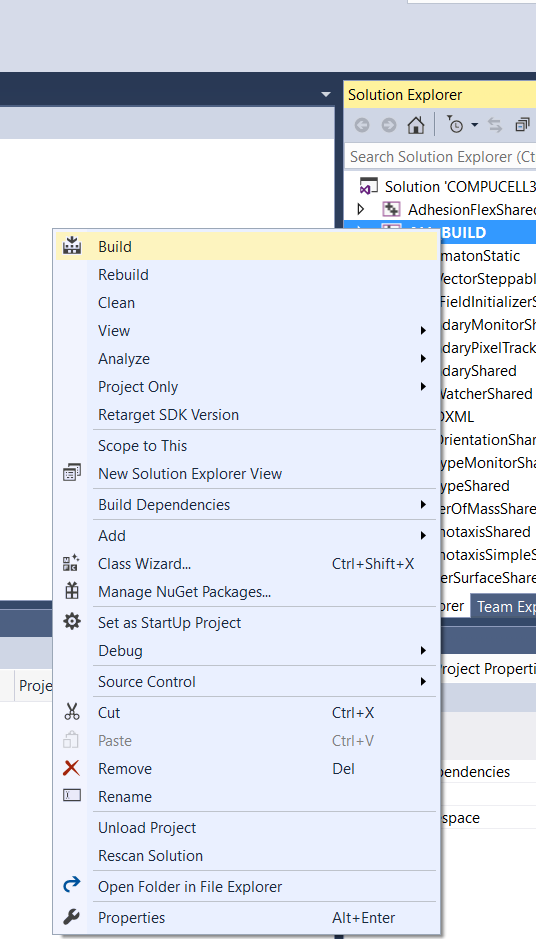 Solution Explorer
Search Solution Explorer (Ct
Solution 'COMPUCELL3
AdhesionFlexShared
BUILD
matonStatic
VectorSteppabl
FieldInitializerS
daryMonitorSh
daryPixelTrack
daryShared
WatcherShared
OXML
OrientationShar
ypeMonitorSha
ypeShared
erOfMassShare
notaxisShared
notaxisSimpleS
erSurfaceShare
orer
Team Exp
Build
Rebuild
Clean
View
Analyze
Project Only
Retarget SDK Version
Scope to This
New Solution Explorer View
Build Dependencies
Add
Class Wizard... Ctrl+Shift+X
Manage NuGet Packages...
Set as StartUp Project
Debug
Source Control
Cut Ctrl+X
Paste Ctrl+V
Remove Del
Rename
Unload Project
Rescan Solution
Open Folder in File Explorer
Properties Alt+Enter
Proje
roject Properti
pendencies
space